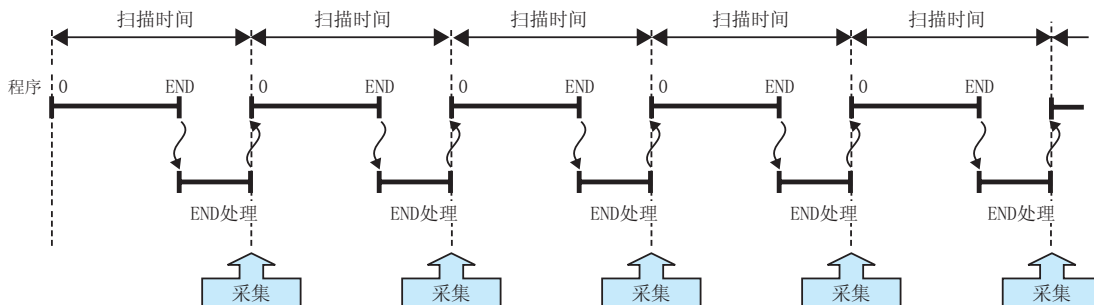 扫描时间 扫描时间 扫描时间 扫描时间 扫描时间
程序 0 END 0 END 0 END 0 END 0 END
END处理 END处理 END处理 END处理 END处理
采集 采集 采集 采集 采集